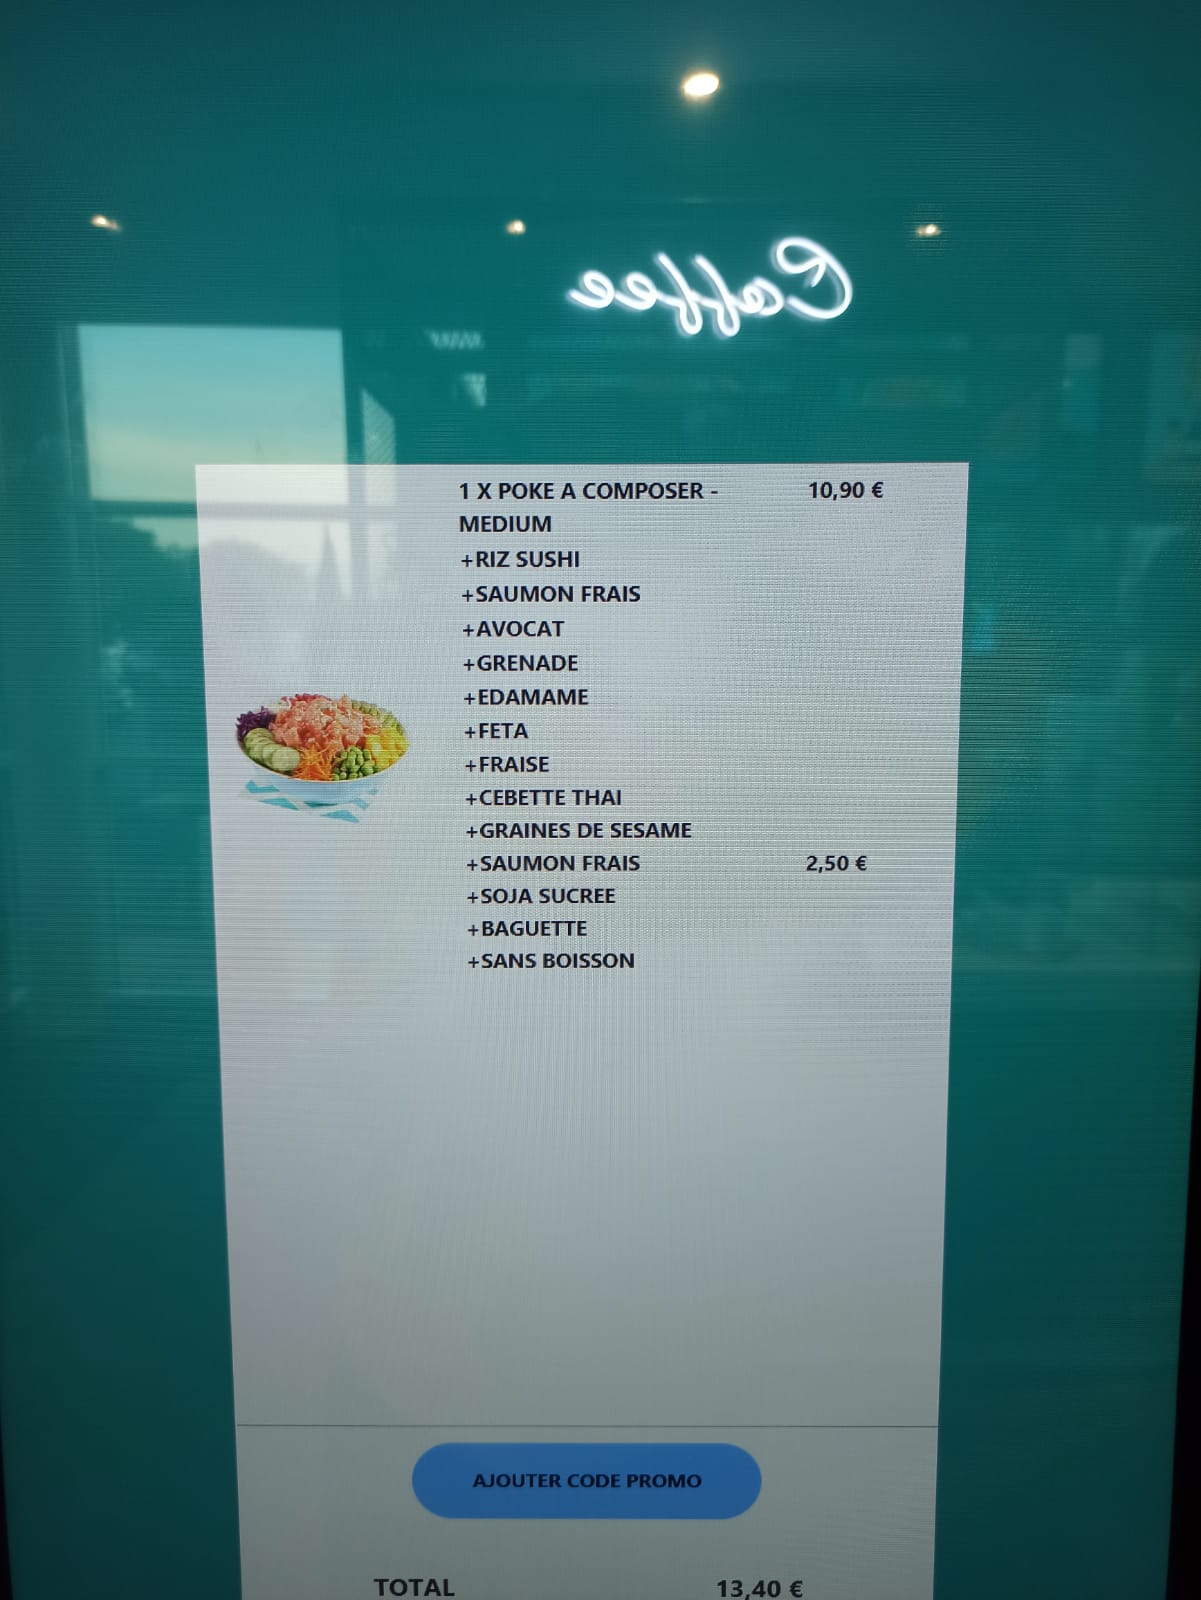 Coffee
1 X POKE A COMPOSER - 10,90 €
MEDIUM
+RIZ SUSHI
+SAUMON FRAIS
+AVOCAT
+GRENADE
+EDAMAME
+FETA
+FRAISE
+CEBETTE THAI
+GRAINES DE SESAME
+SAUMON FRAIS 2,50 €
+SOJA SUCREE
+BAGUETTE
+SANS BOISSON
AJOUTER CODE PROMO
TOTAL 13,40 €